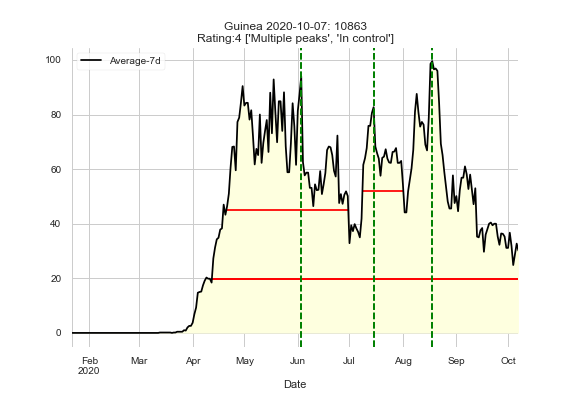 Guinea 2020-10-07: 10863
Rating:4 ['Multiple peaks', 'In control']
Average-7d
100
80
60
40
20
0
Feb Mar Apr May Jun Jul Aug Sep Oct
2020
Date